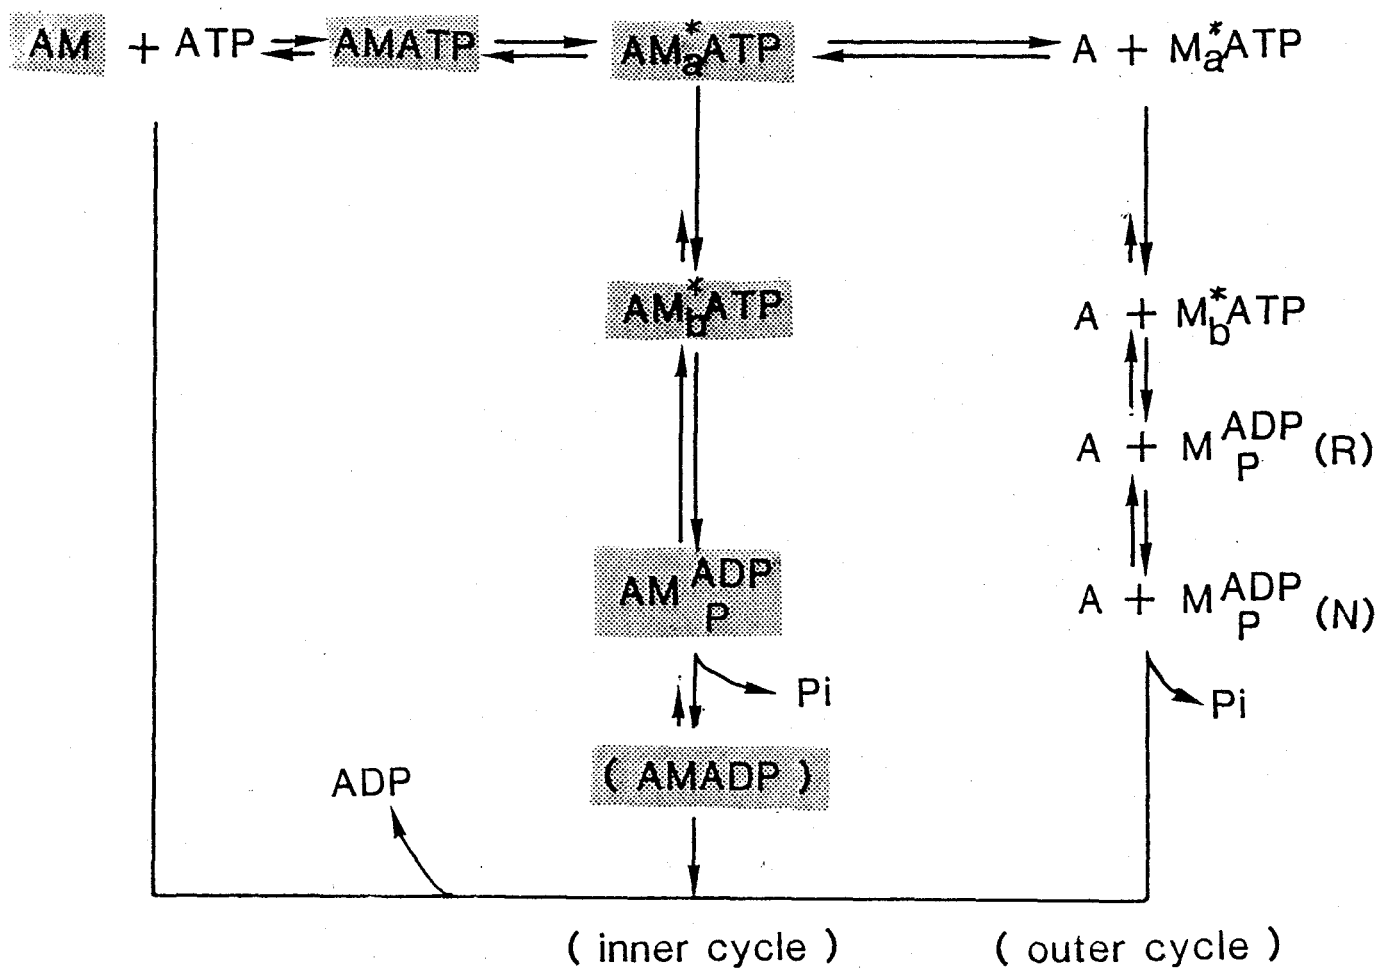 AM + ATP AMATP AM*aATP A + M*aATP
AM*bATP A + M*bATP
A + M ADP P (R)
AM ADP P A + M ADP P (N)
Pi Pi
ADP (AMADP)
(inner cycle) (outer cycle)